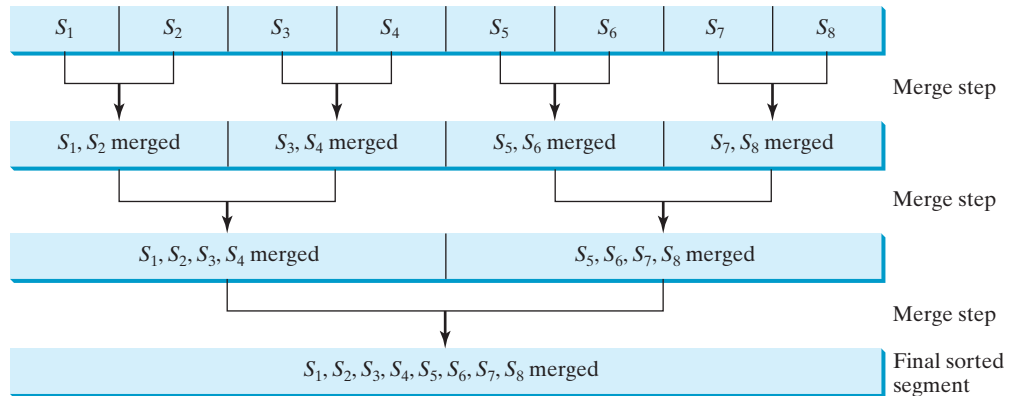 S₁ S₂ S₃ S₄ S₅ S₆ S₇ S₈
Merge step
S₁, S₂ merged S₃, S₄ merged S₅, S₆ merged S₇, S₈ merged
Merge step
S₁, S₂, S₃, S₄ merged S₅, S₆, S₇, S₈ merged
Merge step
S₁, S₂, S₃, S₄, S₅, S₆, S₇, S₈ merged
Final sorted
segment